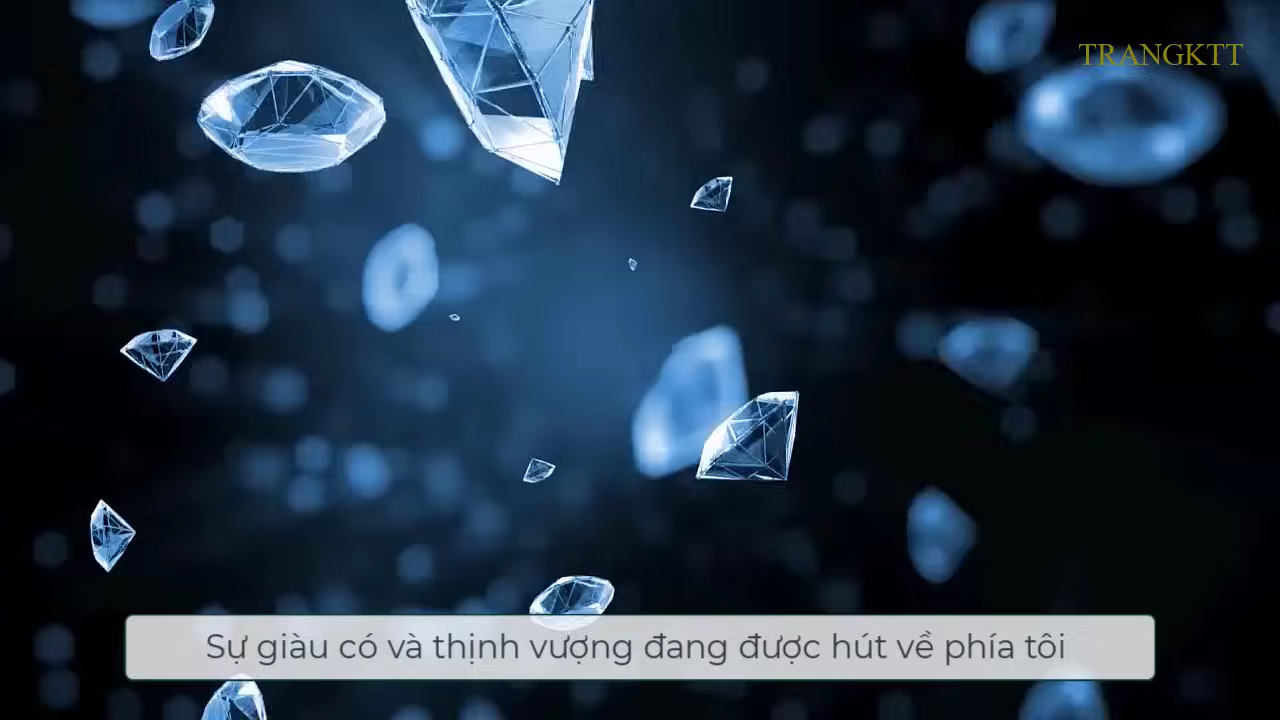 TRANGKTT
Sự giàu có và thịnh vượng đang được hút về phía tôi